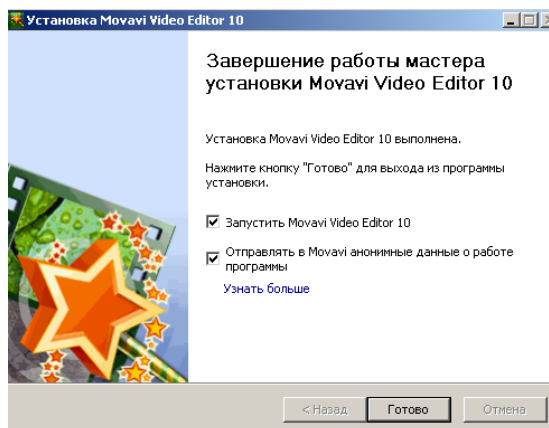 Установка Movavi Video Editor 10
Завершение работы мастера
установки Movavi Video Editor 10
Установка Movavi Video Editor 10 выполнена.
Нажмите кнопку "Готово" для выхода из программы
установки.
Запустить Movavi Video Editor 10
Отправлять в Movavi анонимные данные о работе
программы
Узнать больше
< Назад
Готово
Отмена